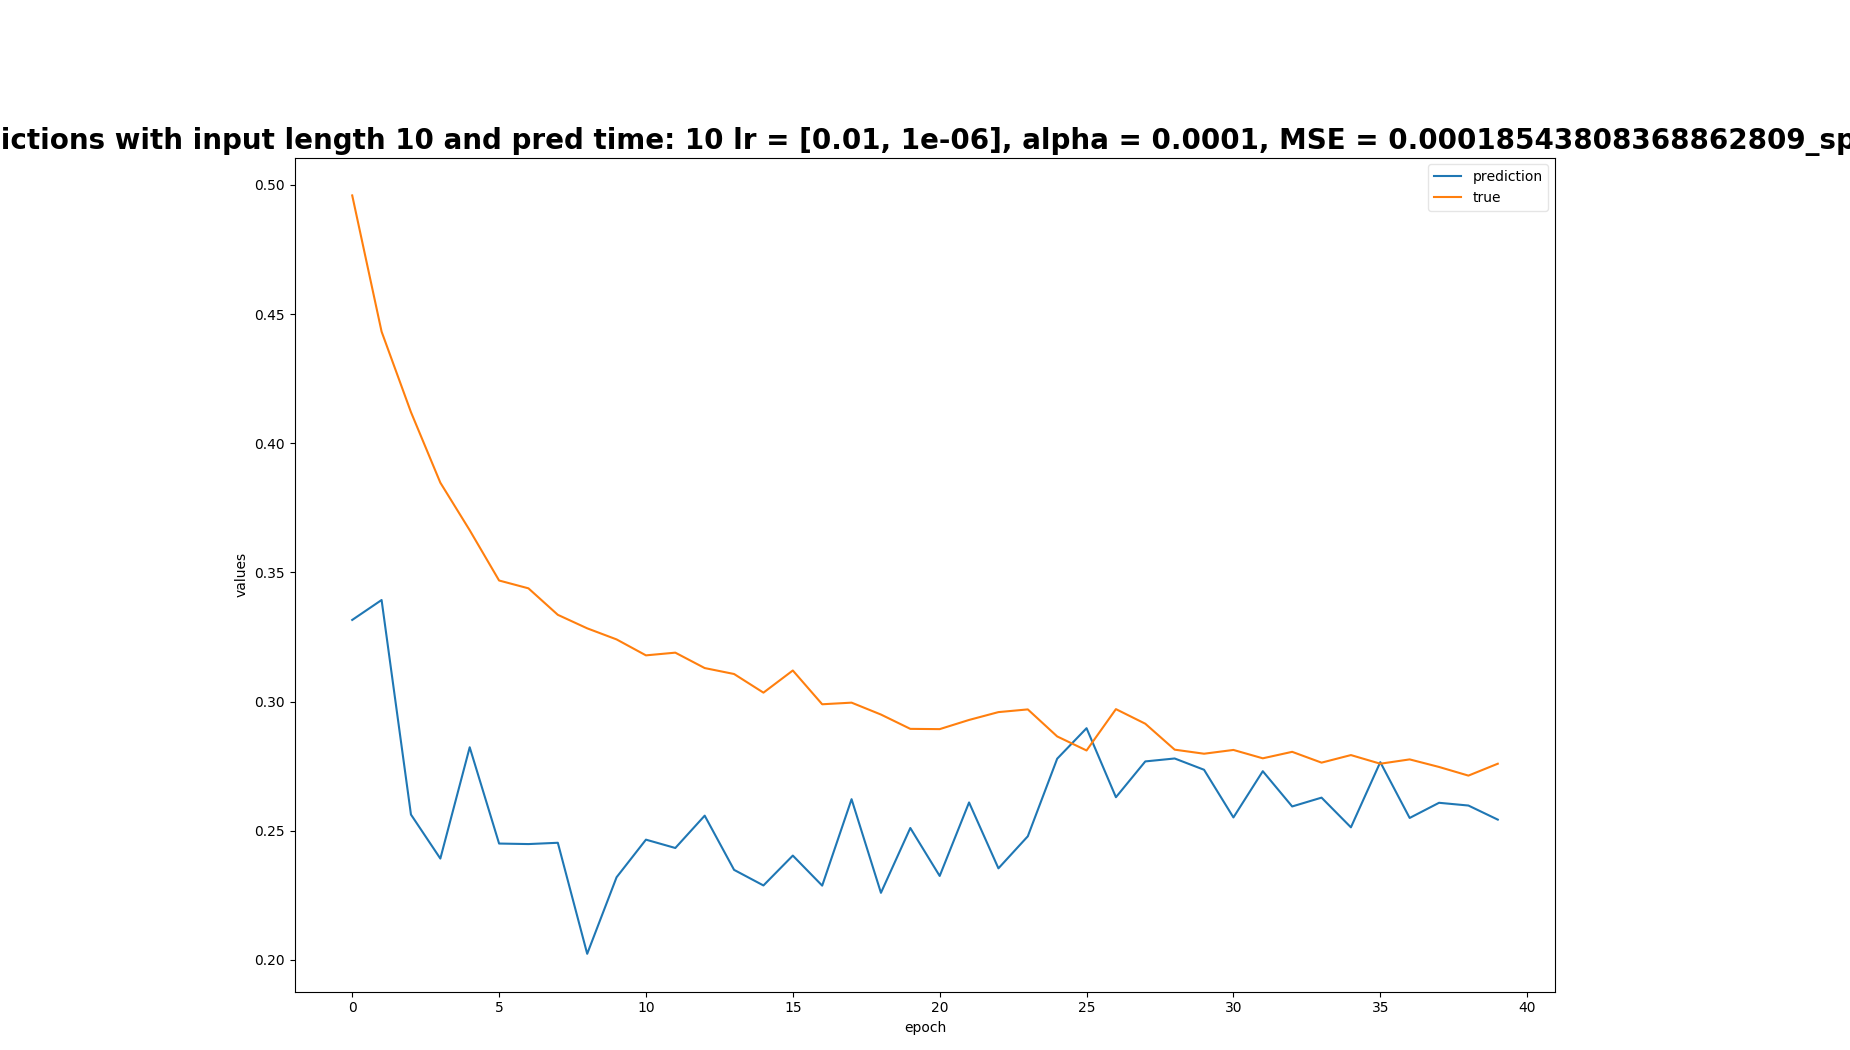 ictions with input length 10 and pred time: 10 lr = [0.01, 1e-06], alpha = 0.0001, MSE = 0.00018543808368862809_sp
prediction
true
0.50
0.45
0.40
0.35
0.30
0.25
0.20
values
0 5 10 15 20 25 30 35 40
epoch